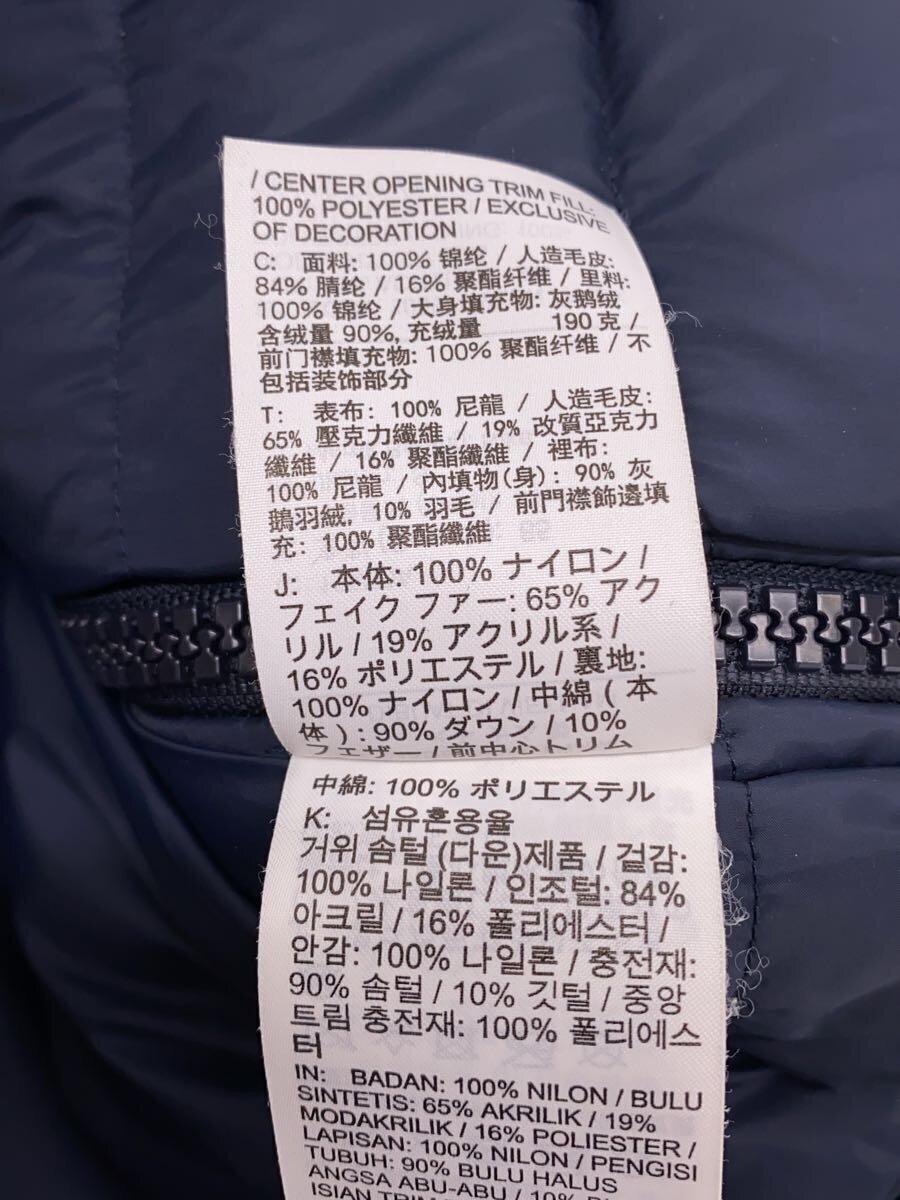 / CENTER OPENING TRIM FILL:
100% POLYESTER / EXCLUSIVE
OF DECORATION
C: 面料: 100% 锦纶 / 人造毛皮:
84% 腈纶 / 16% 聚酯纤维 / 里料:
100% 锦纶 / 大身填充物: 灰鹅绒
含绒量 90%, 充绒量 190 克 /
前门襟填充物: 100% 聚酯纤维 / 不
包括装饰部分
T: 表布: 100% 尼龍 / 人造毛皮:
65% 壓克力纖維 / 19% 改質亞克力
纖維 / 16% 聚酯纖維 / 裡布:
100% 尼龍 / 內填物(身): 90% 灰
鵝羽絨, 10% 羽毛 / 前門襟飾邊填
充: 100% 聚酯纖維
J: 本体: 100% ナイロン /
フェイク ファー: 65% アク
リル / 19% アクリル系 /
16% ポリエステル / 裏地:
100% ナイロン / 中綿 ( 本
体 ) : 90% ダウン / 10%
フェザー / 前中心トリム
中綿: 100% ポリエステル
K: 섬유혼용율
거위 솜털 (다운)제품 / 겉감:
100% 나일론 / 인조털: 84%
아크릴 / 16% 폴리에스터 /
안감: 100% 나일론 / 충전재:
90% 솜털 / 10% 깃털 / 중앙
트림 충전재: 100% 폴리에스
터
IN: BADAN: 100% NILON / BULU
SINTETIS: 65% AKRILIK / 19%
MODAKRILIK / 16% POLIESTER /
LAPISAN: 100% NILON / PENGISI
TUBUH: 90% BULU HALUS
ANGSA ABU-ABU / 10%